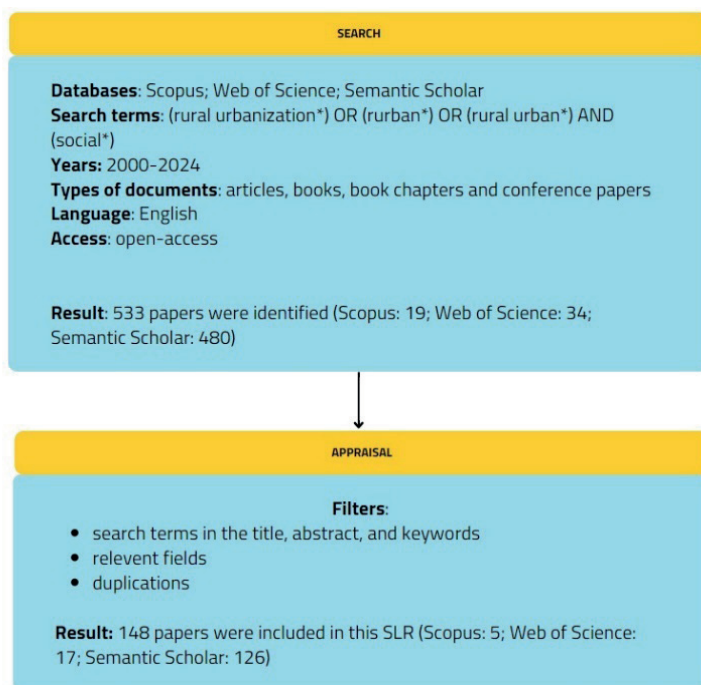 SEARCH
Databases: Scopus; Web of Science; Semantic Scholar
Search terms: (rural urbanization*) OR (rurban*) OR (rural urban*) AND
(social*)
Years: 2000-2024
Types of documents: articles, books, book chapters and conference papers
Language: English
Access: open-access
Result: 533 papers were identified (Scopus: 19; Web of Science: 34;
Semantic Scholar: 480)
APPRAISAL
Filters:
• search terms in the title, abstract, and keywords
• relevent fields
• duplications
Result: 148 papers were included in this SLR (Scopus: 5; Web of Science:
17; Semantic Scholar: 126)